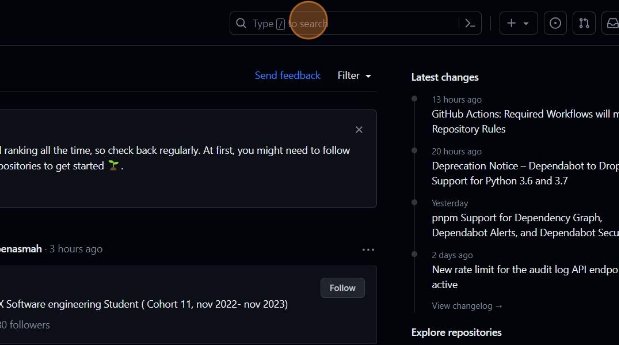 Type / to search
Send feedback Filter
l ranking all the time, so check back regularly. At first, you might need to follow
positories to get started 🌱.
enasmah · 3 hours ago
Follow
X Software engineering Student ( Cohort 11, nov 2022- nov 2023)
30 followers
Latest changes
13 hours ago
GitHub Actions: Required Workflows will m
Repository Rules
20 hours ago
Deprecation Notice – Dependabot to Drop
Support for Python 3.6 and 3.7
Yesterday
pnpm Support for Dependency Graph,
Dependabot Alerts, and Dependabot Secu
2 days ago
New rate limit for the audit log API endpo
active
View changelog →
Explore repositories